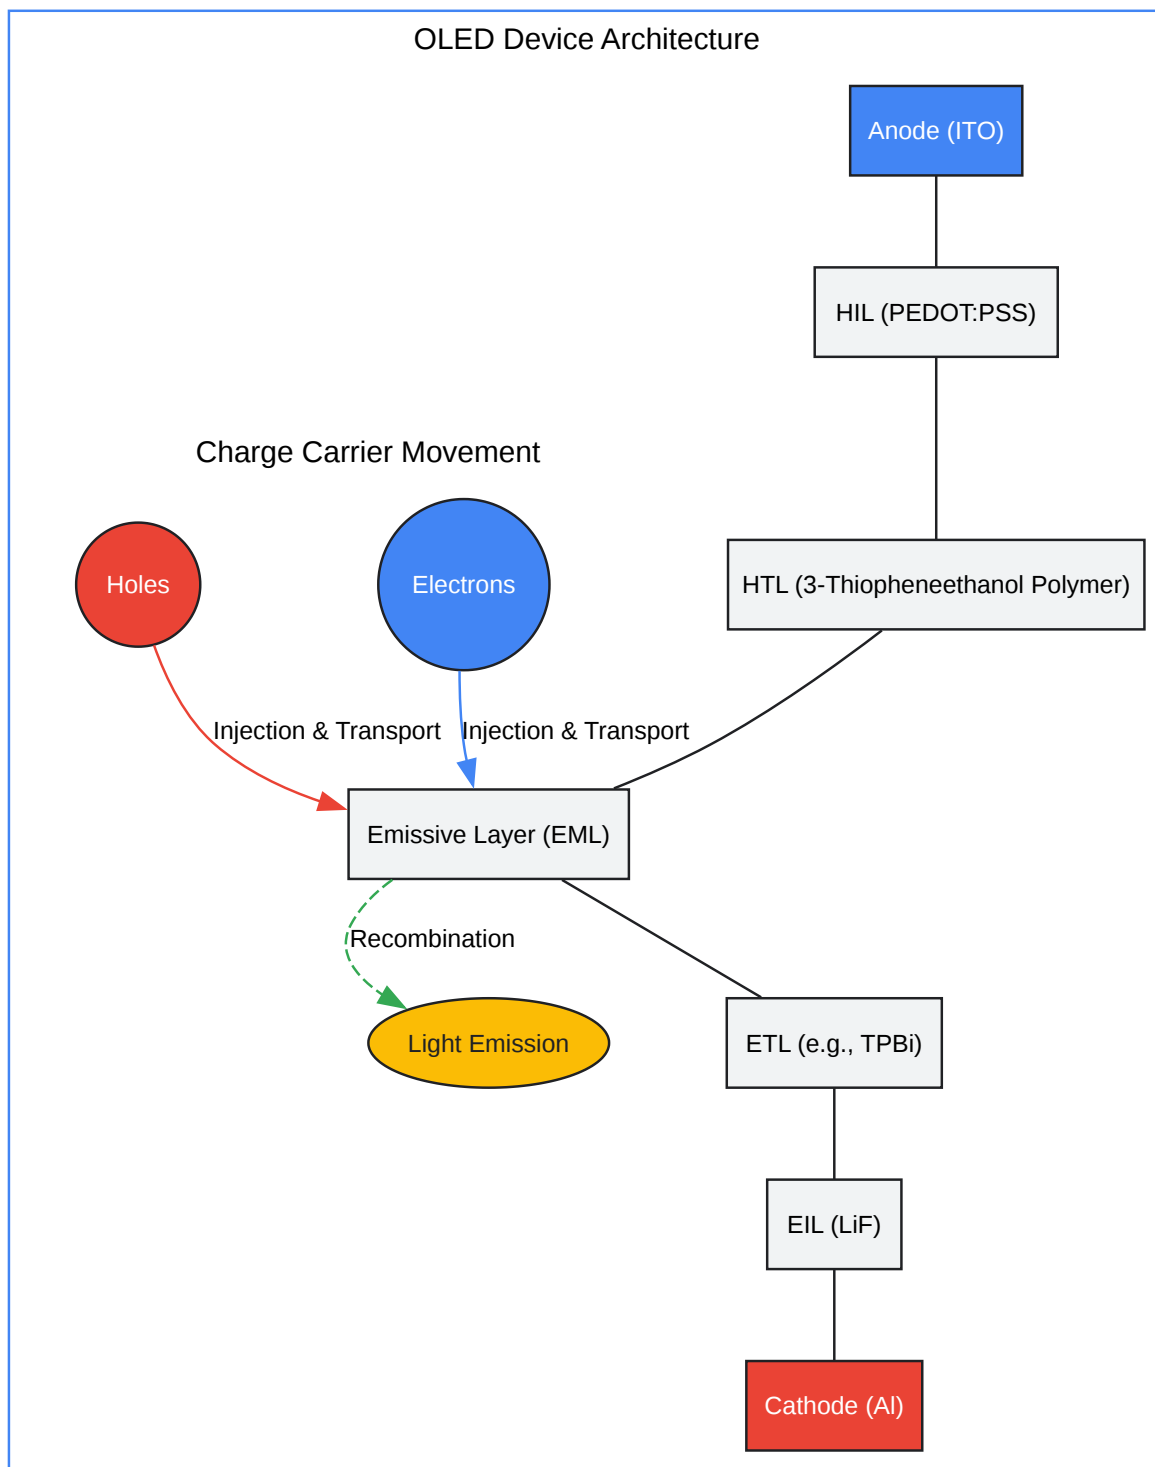 OLED Device Architecture
Anode (ITO)
HIL (PEDOT:PSS)
Charge Carrier Movement
Holes
Electrons
HTL (3-Thiopheneethanol Polymer)
Injection & Transport
Injection & Transport
Emissive Layer (EML)
Recombination
Light Emission
ETL (e.g., TPBi)
EIL (LiF)
Cathode (Al)